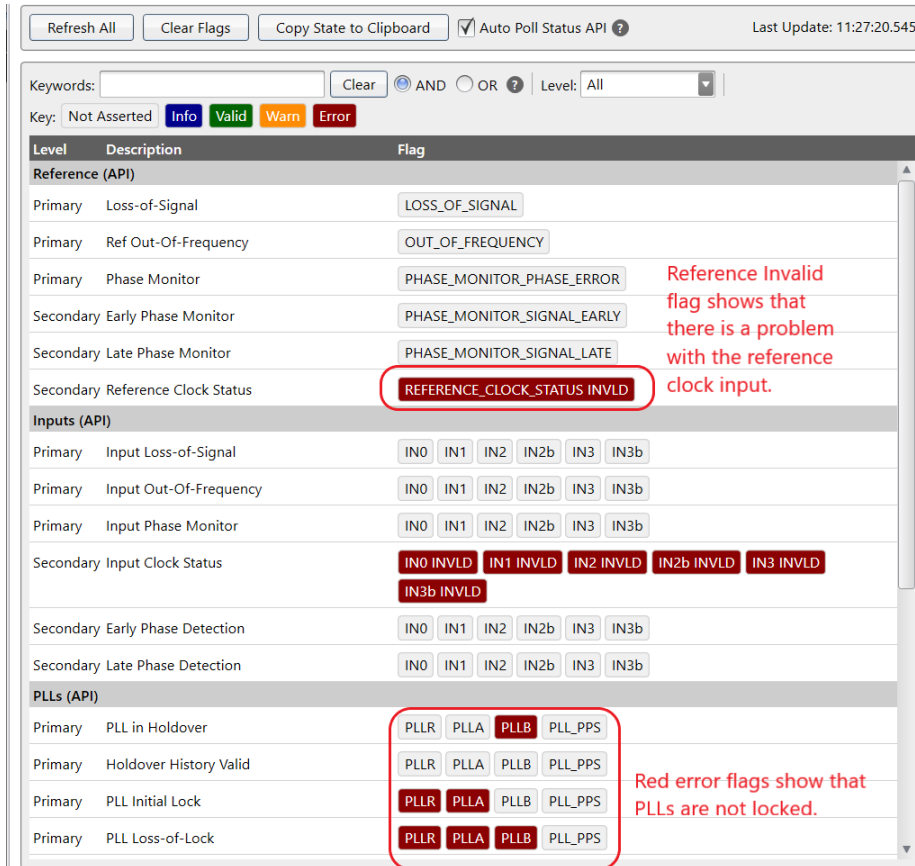 Refresh All Clear Flags Copy State to Clipboard Auto Poll Status API ? Last Update: 11:27:20.545
Keywords: Clear AND OR ? Level: All
Key: Not Asserted Info Valid Warn Error
Level Description Flag
Reference (API)
Primary Loss-of-Signal LOSS_OF_SIGNAL
Primary Ref Out-Of-Frequency OUT_OF_FREQUENCY
Primary Phase Monitor PHASE_MONITOR_PHASE_ERROR
Secondary Early Phase Monitor PHASE_MONITOR_SIGNAL_EARLY
Secondary Late Phase Monitor PHASE_MONITOR_SIGNAL_LATE
Secondary Reference Clock Status REFERENCE_CLOCK_STATUS INVLD
Reference Invalid
flag shows that
there is a problem
with the reference
clock input.
Inputs (API)
Primary Input Loss-of-Signal IN0 IN1 IN2 IN2b IN3 IN3b
Primary Input Out-Of-Frequency IN0 IN1 IN2 IN2b IN3 IN3b
Primary Input Phase Monitor IN0 IN1 IN2 IN2b IN3 IN3b
Secondary Input Clock Status IN0 INVLD IN1 INVLD IN2 INVLD IN2b INVLD IN3 INVLD
IN3b INVLD
Secondary Early Phase Detection IN0 IN1 IN2 IN2b IN3 IN3b
Secondary Late Phase Detection IN0 IN1 IN2 IN2b IN3 IN3b
PLLs (API)
Primary PLL in Holdover PLLR PLLA PLLB PLL_PPS
Primary Holdover History Valid PLLR PLLA PLLB PLL_PPS
Primary PLL Initial Lock PLLR PLLA PLLB PLL_PPS
Primary PLL Loss-of-Lock PLLR PLLA PLLB PLL_PPS
Red error flags show that
PLLs are not locked.